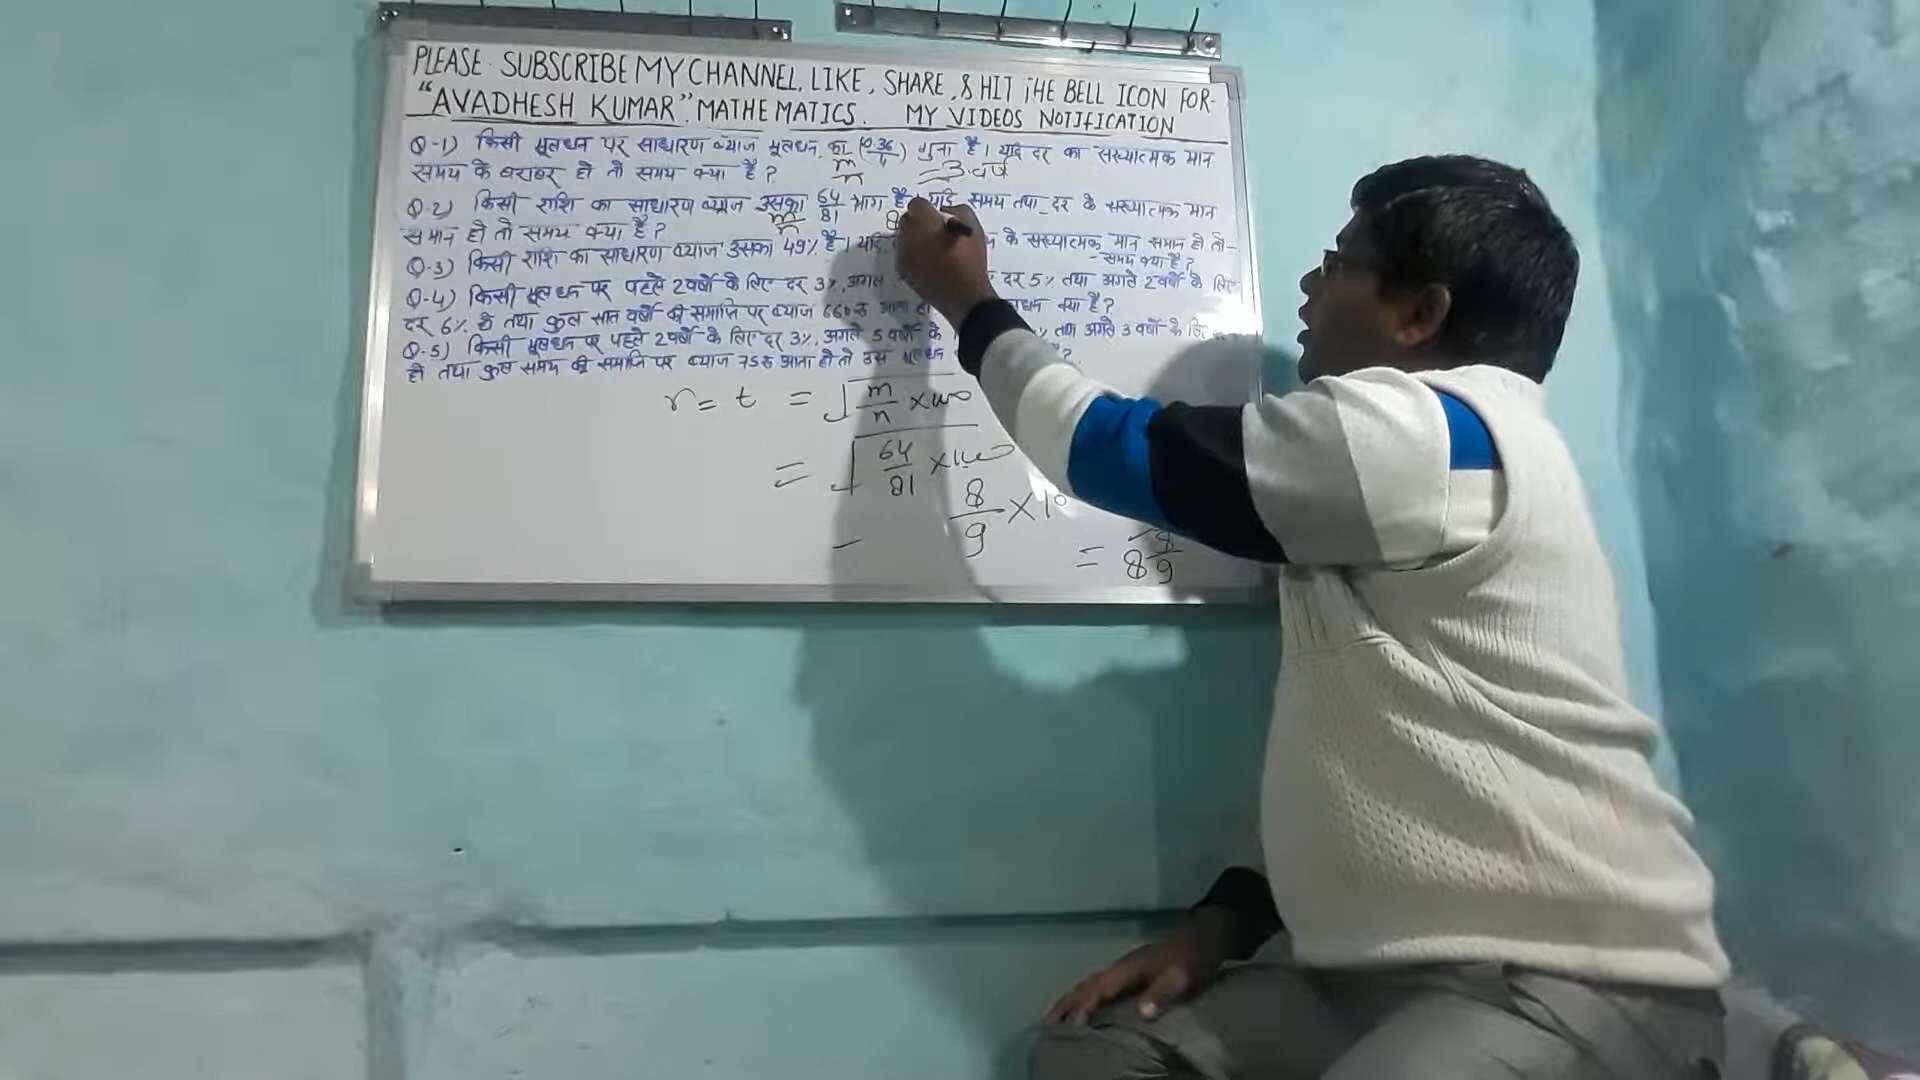 PLEASE. SUBSCRIBE MY CHANNEL, LIKE, SHARE, & HIT THE BELL ICON FOR-
"AVADHESH KUMAR". MATHEMATICS. MY VIDEOS NOTIFICATION
Q-1) किसी मूलधन पर साधारण ब्याज मूलधन का (0.36/4) गुना है। यदि दर का संख्यात्मक मान
समय के बराबर हो तो समय क्या है? m/n = 3 वर्ष
Q-2) किसी राशि का साधारण ब्याज उसका 64/81 भाग है। यदि समय तथा दर के संख्यात्मक मान
समान हो तो समय क्या है? m/n 8
Q-3) किसी राशि का साधारण ब्याज उसका 49% है। यदि के संख्यात्मक मान समान हो तो-
- समय क्या है?
Q-4) किसी मूलधन पर पहले 2 वर्षों के लिए दर 3%, अगले दर 5% तथा अगले 2 वर्षों के लिए
दर 6% है तथा कुल सात वर्षों की समाप्ति पर ब्याज 660 रु आता हो क्या है?
Q-5) किसी मूलधन पर पहले 2 वर्षों के लिए दर 3%, अगले 5 वर्षों के % तथा अगले 3 वर्षों के
हो तथा कुल समय की समाप्ति पर ब्याज 75 रु आता हो तो उस मूलधन ?
r = t = √(m/n × 100)
= √(64/81 × 100)
- 8/9 × 10
= 8 8/9